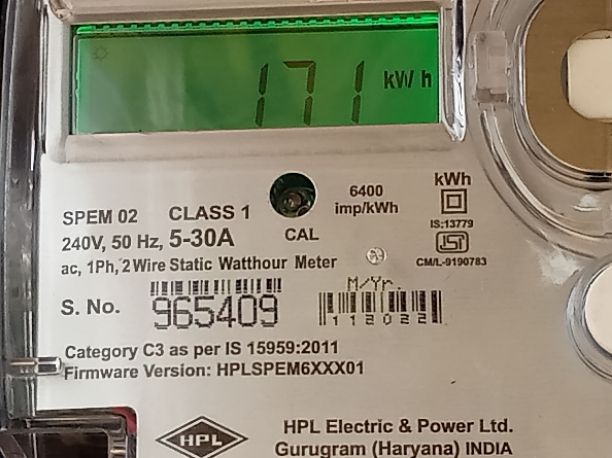 171 kWh
SPEM 02 CLASS 1
6400
imp/kWh
kWh
240V, 50 Hz, 5-30A
CAL
IS:13779
ISI
CM/L-9190783
ac, 1Ph, 2 Wire Static Watthour Meter
M/Yr.
S. No. 965409
112022
Category C3 as per IS 15959:2011
Firmware Version: HPLSPEM6XXX01
HPL
HPL Electric & Power Ltd.
Gurugram (Haryana) INDIA